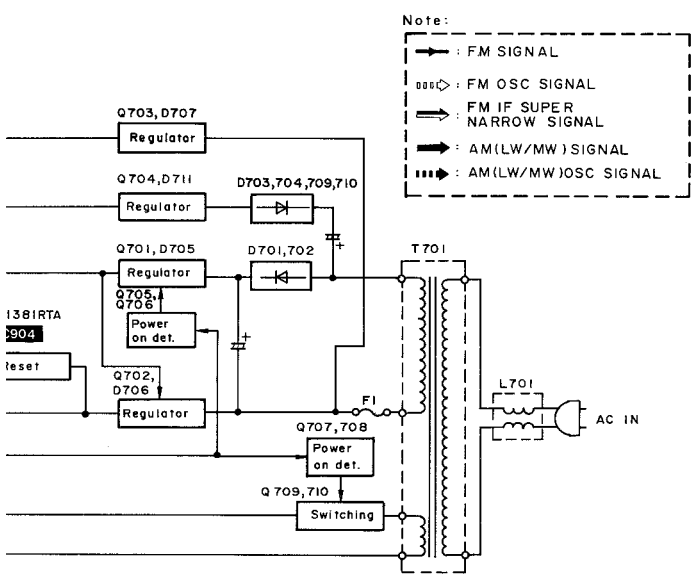 Note:
: FM SIGNAL
: FM OSC SIGNAL
: FM IF SUPER
NARROW SIGNAL
: AM(LW/MW) SIGNAL
: AM(LW/MW) OSC SIGNAL
Q703, D707
Regulator
Q704, D711
Regulator
D703,704,709,710
+
Q701, D705
Regulator
D701,702
T701
Q705,
Q706
Power
on det.
+
1381RTA
C904
Reset
Q702,
D706
Regulator
F1
L701
AC IN
Q707,708
Power
on det.
Q709,710
Switching